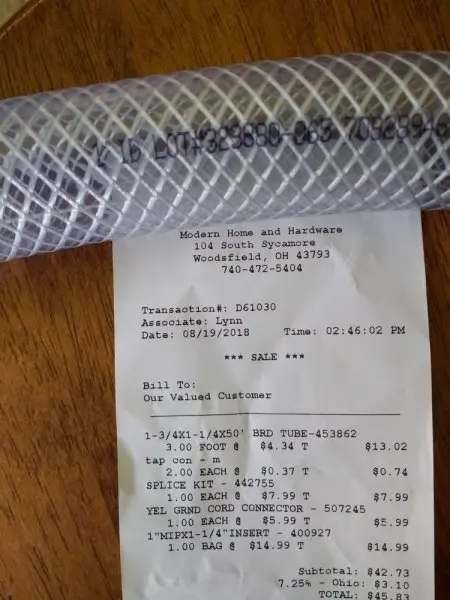 ID LOT#329880-065
Modern Home and Hardware
104 South Sycamore
Woodsfield, OH 43793
740-472-5404
Transaction#: D61030
Associate: Lynn
Date: 08/19/2018 Time: 02:46:02 PM
*** SALE ***
Bill To:
Our Valued Customer
1-3/4X1-1/4X50' BRD TUBE-453862
3.00 FOOT @ $4.34 T $13.02
tap con - m
2.00 EACH @ $0.37 T $0.74
SPLICE KIT - 442755
1.00 EACH @ $7.99 T $7.99
YEL GRND CORD CONNECTOR - 507245
1.00 EACH @ $5.99 T $5.99
1"MIPX1-1/4"INSERT - 400927
1.00 BAG @ $14.99 T $14.99
Subtotal: $42.73
7.25% - Ohio: $3.10
TOTAL: $45.83